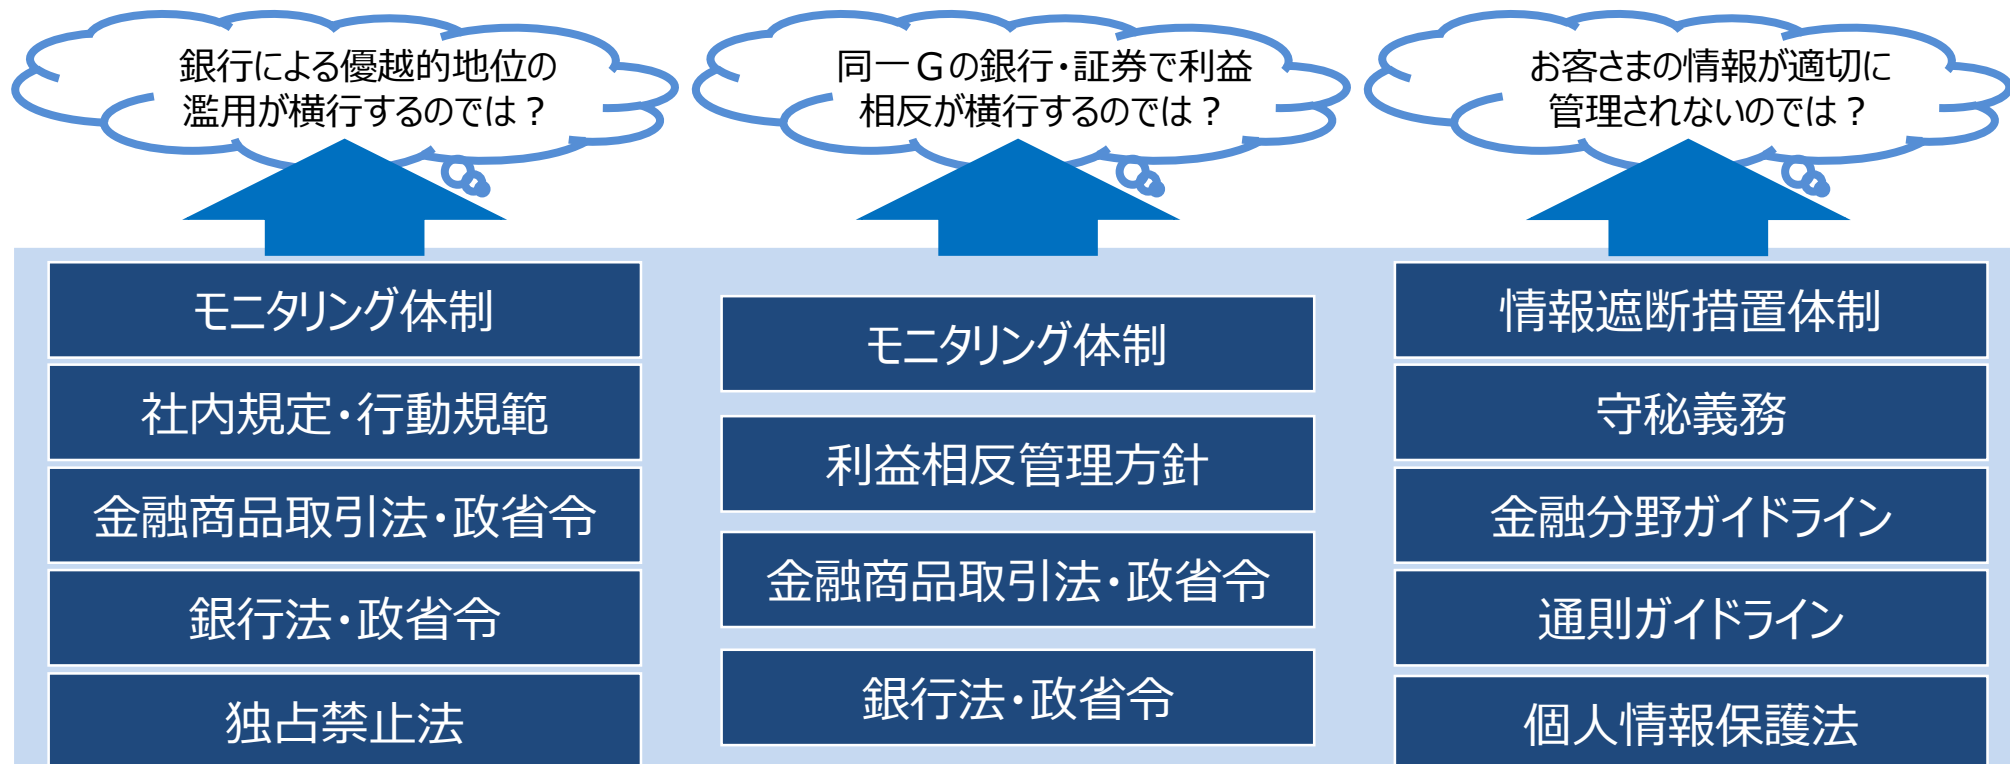 銀行による優越的地位の
濫用が横行するのでは？
同一Ｇの銀行・証券で利益
相反が横行するのでは？
お客さまの情報が適切に
管理されないのでは？
モニタリング体制
社内規定・行動規範
金融商品取引法・政省令
銀行法・政省令
独占禁止法
モニタリング体制
利益相反管理方針
金融商品取引法・政省令
銀行法・政省令
情報遮断措置体制
守秘義務
金融分野ガイドライン
通則ガイドライン
個人情報保護法